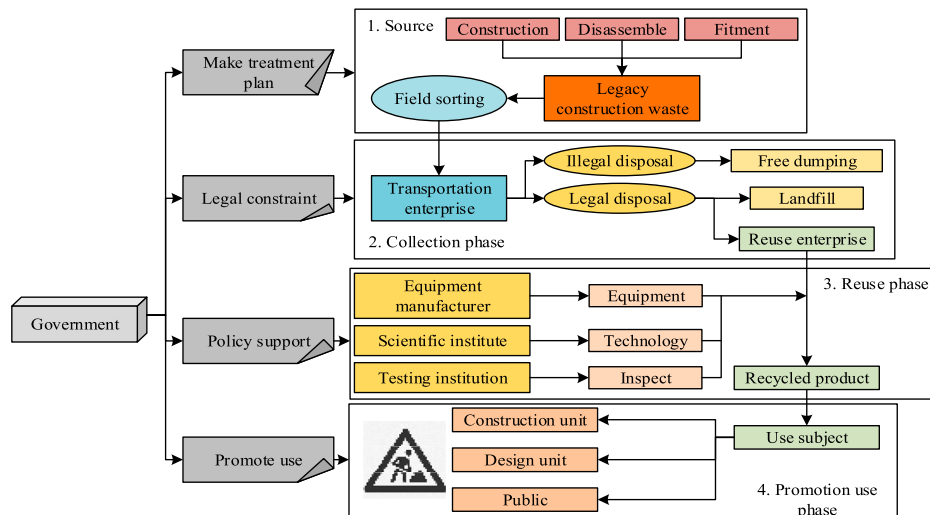 1. Source
Construction
Disassemble
Fitment
Make treatment
plan
Field sorting
Legacy
construction waste
Illegal disposal
Free dumping
Legal constraint
Transportation
enterprise
Legal disposal
Landfill
2. Collection phase
Reuse enterprise
Government
Equipment
manufacturer
Equipment
3. Reuse phase
Policy support
Scientific institute
Technology
Testing institution
Inspect
Recycled product
Construction unit
Use subject
Promote use
Design unit
Public
4. Promotion use
phase